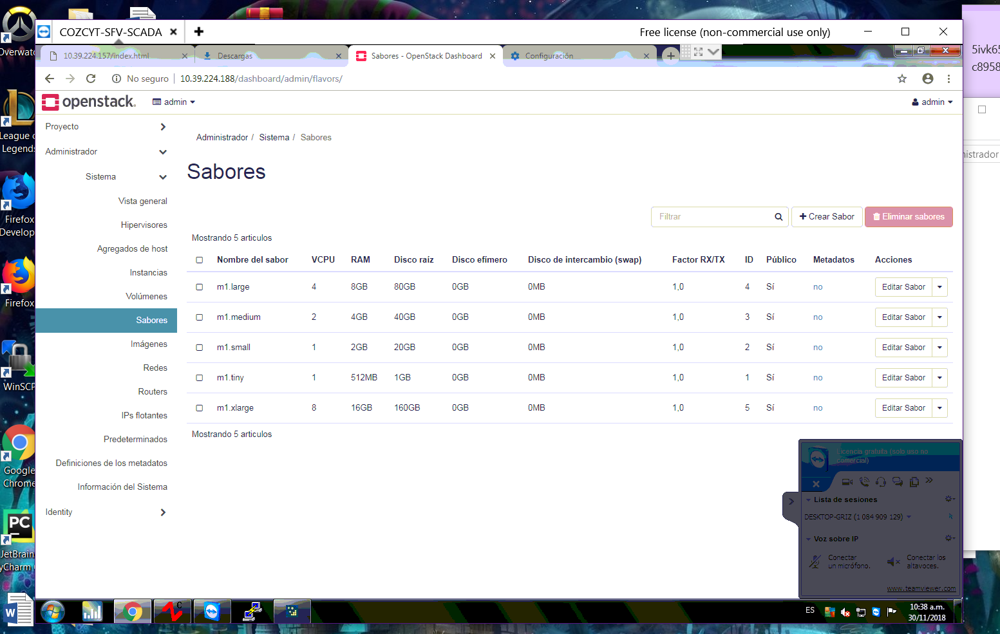 5ivk65
c8958
COZCYT-SFV-SCADA
Free license (non-commercial use only)
10.39.224.157/index.html
Descargas
Sabores - OpenStack Dashboard
Configuración
No seguro
10.39.224.188/dashboard/admin/flavors/
openstack.
admin
admin
Proyecto
Administrador
Sistema
Vista general
Hipervisores
Agregados de host
Instancias
Volúmenes
Sabores
Imágenes
Redes
Routers
IPs flotantes
Predeterminados
Definiciones de los metadatos
Información del Sistema
Identity
Administrador / Sistema / Sabores
Sabores
Filtrar
Crear Sabor
Eliminar sabores
Mostrando 5 articulos
Nombre del sabor VCPU RAM Disco raíz Disco efímero Disco de intercambio (swap) Factor RX/TX ID Público Metadatos Acciones
m1.large 4 8GB 80GB 0GB 0MB 1,0 4 Sí no Editar Sabor
m1.medium 2 4GB 40GB 0GB 0MB 1,0 3 Sí no Editar Sabor
m1.small 1 2GB 20GB 0GB 0MB 1,0 2 Sí no Editar Sabor
m1.tiny 1 512MB 1GB 0GB 0MB 1,0 1 Sí no Editar Sabor
m1.xlarge 8 16GB 160GB 0GB 0MB 1,0 5 Sí no Editar Sabor
Mostrando 5 articulos
Licencia gratuita (solo uso no
comercial)
Lista de sesiones
DESKTOP-GRIZ (1 084 909 129)
Voz sobre IP
Conectar
un micrófono.
Conectar los
altavoces.
www.teamviewer.com
ES
10:38 a.m.
30/11/2018
Overwatc
League o
Legends
Firefox
Develop
Firefox
WinSCP
Google
Chrome
PC
JetBrain
yCharm
W
nistrador